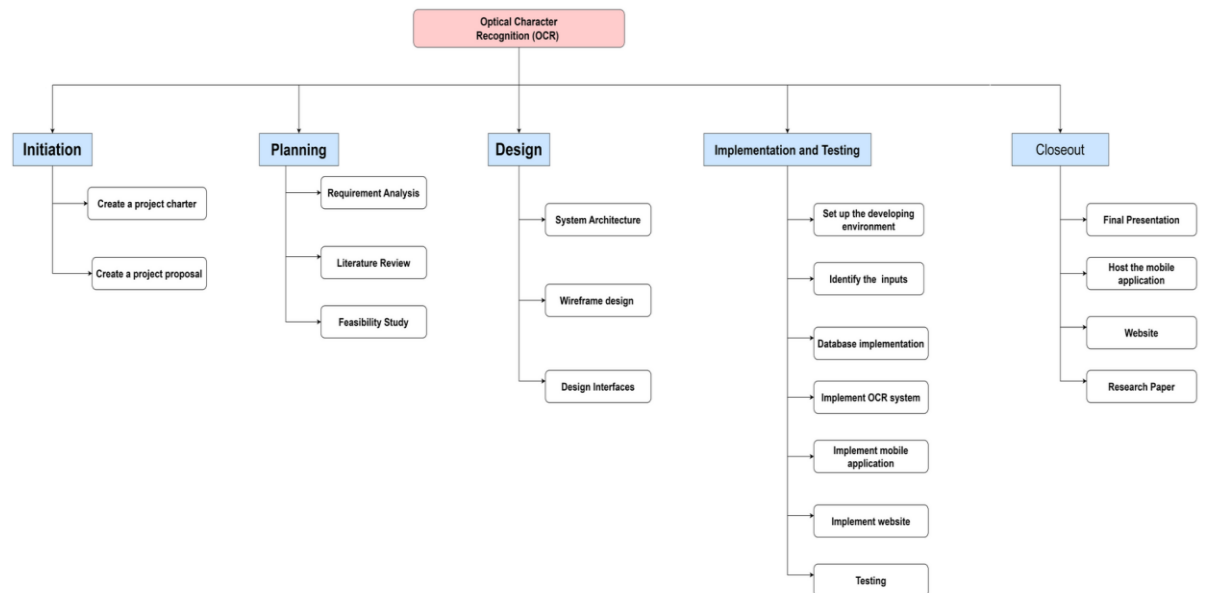 Optical Character
Recognition (OCR)
Initiation
Create a project charter
Create a project proposal
Planning
Requirement Analysis
Literature Review
Feasibility Study
Design
System Architecture
Wireframe design
Design Interfaces
Implementation and Testing
Set up the developing
environment
Identify the inputs
Database implementation
Implement OCR system
Implement mobile
application
Implement website
Testing
Closeout
Final Presentation
Host the mobile
application
Website
Research Paper